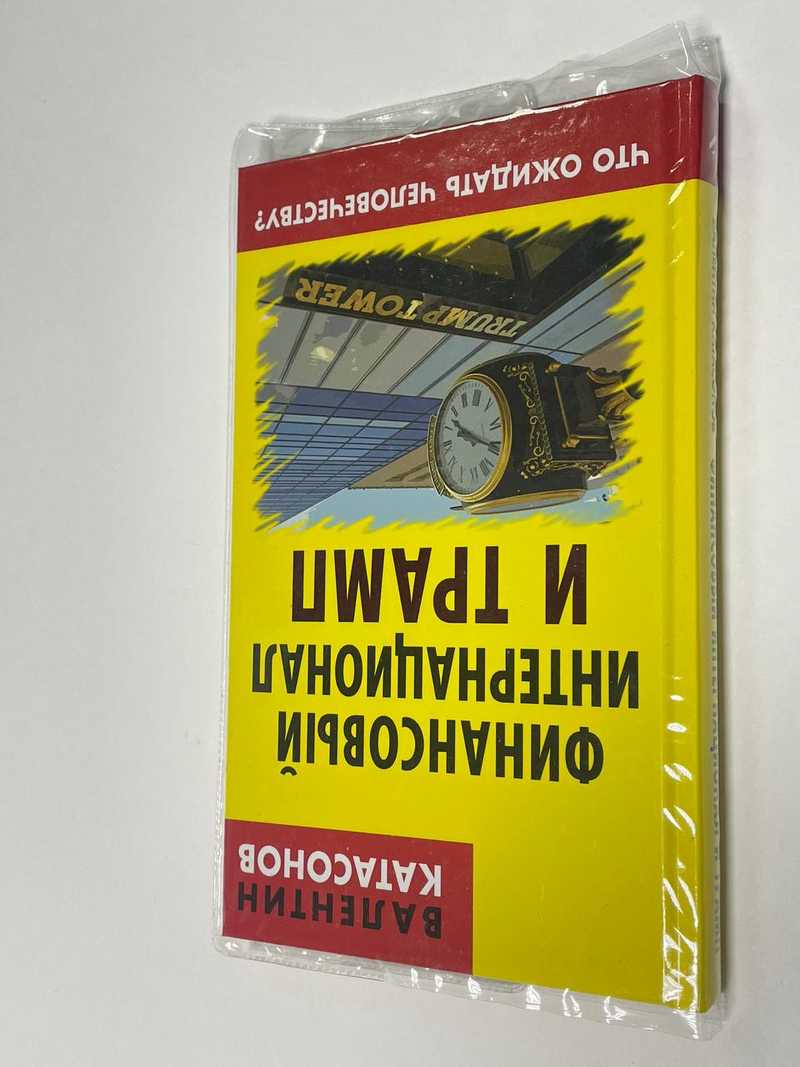 ВАЛЕНТИН
КАТАСОНОВ
ФИНАНСОВЫЙ
ИНТЕРНАЦИОНАЛ
И ТРАМП
TRUMP TOWER
ЧТО ОЖИДАТЬ ЧЕЛОВЕЧЕСТВУ?